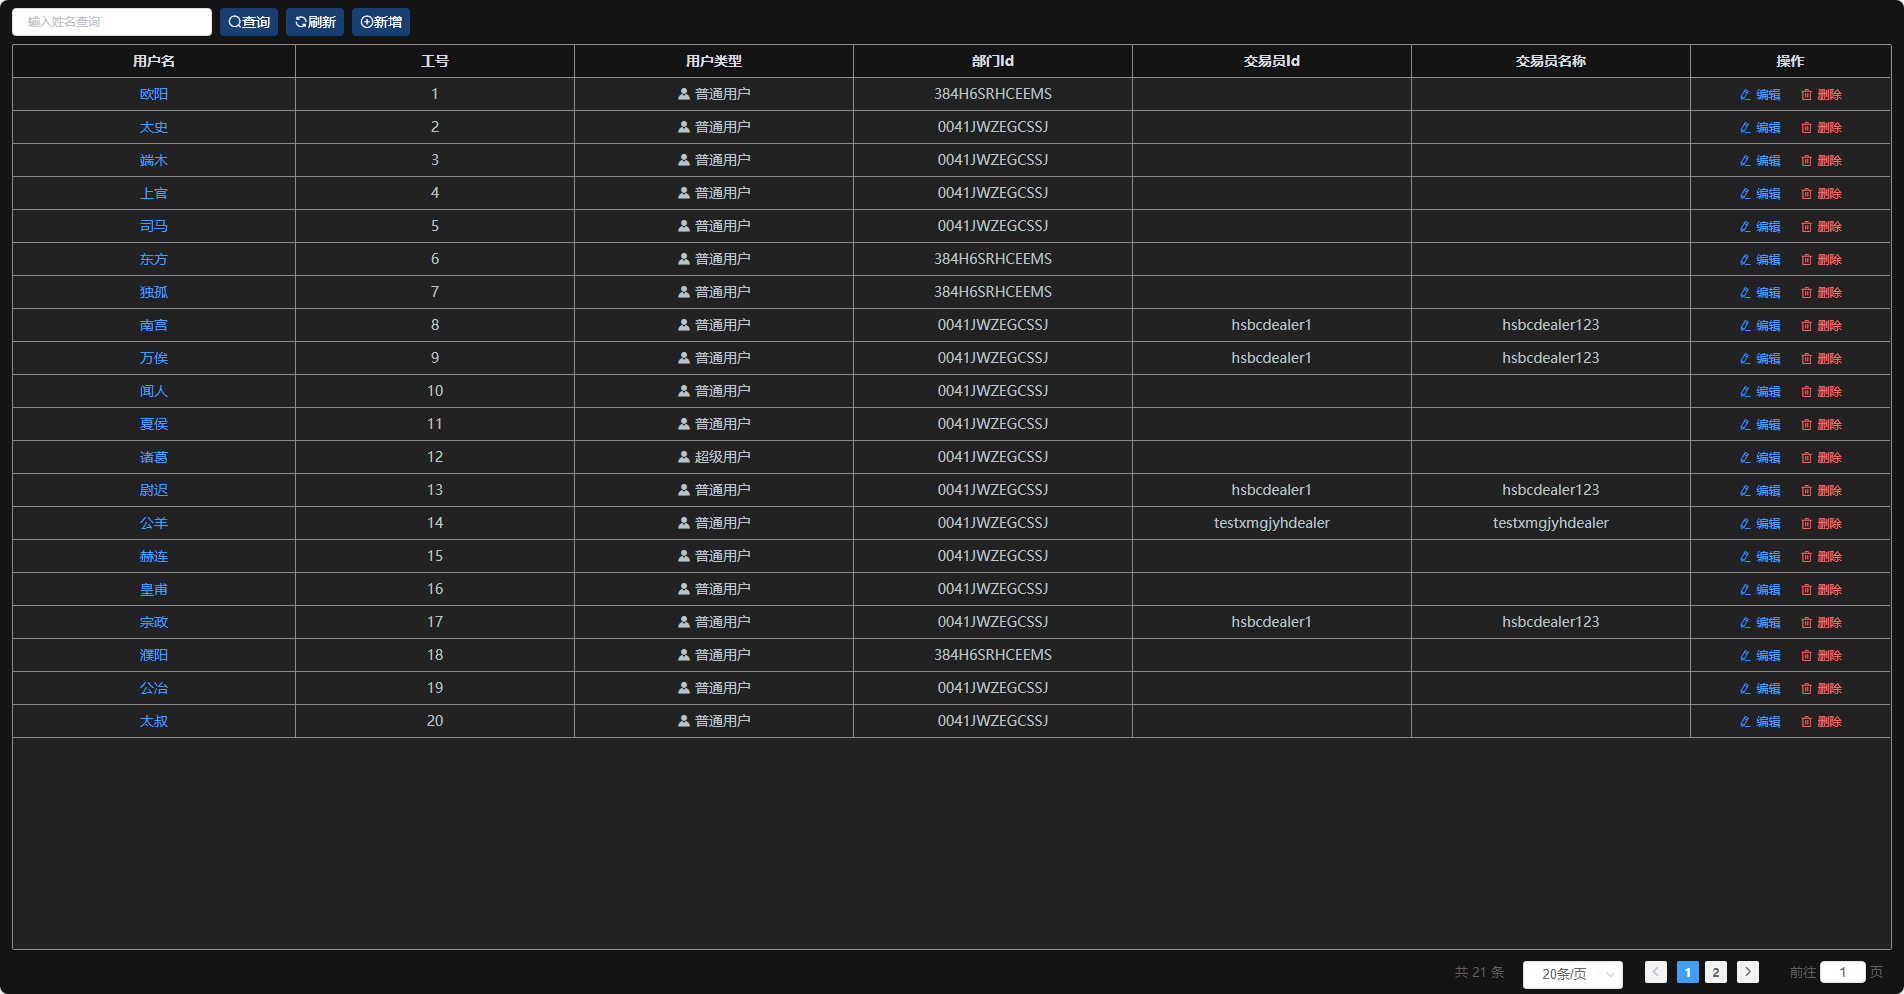 输入姓名查询 查询 刷新 新增
用户名 工号 用户类型 部门Id 交易员Id 交易员名称 操作
欧阳 1 普通用户 384H6SRHCEEMS 编辑 删除
太史 2 普通用户 0041JWZEGCSSJ 编辑 删除
端木 3 普通用户 0041JWZEGCSSJ 编辑 删除
上官 4 普通用户 0041JWZEGCSSJ 编辑 删除
司马 5 普通用户 0041JWZEGCSSJ 编辑 删除
东方 6 普通用户 384H6SRHCEEMS 编辑 删除
独孤 7 普通用户 384H6SRHCEEMS 编辑 删除
南宫 8 普通用户 0041JWZEGCSSJ hsbcdealer1 hsbcdealer123 编辑 删除
万俟 9 普通用户 0041JWZEGCSSJ hsbcdealer1 hsbcdealer123 编辑 删除
闻人 10 普通用户 0041JWZEGCSSJ 编辑 删除
夏侯 11 普通用户 0041JWZEGCSSJ 编辑 删除
诸葛 12 超级用户 0041JWZEGCSSJ 编辑 删除
尉迟 13 普通用户 0041JWZEGCSSJ hsbcdealer1 hsbcdealer123 编辑 删除
公羊 14 普通用户 0041JWZEGCSSJ testxmgjyhdealer testxmgjyhdealer 编辑 删除
赫连 15 普通用户 0041JWZEGCSSJ 编辑 删除
皇甫 16 普通用户 0041JWZEGCSSJ 编辑 删除
宗政 17 普通用户 0041JWZEGCSSJ hsbcdealer1 hsbcdealer123 编辑 删除
濮阳 18 普通用户 384H6SRHCEEMS 编辑 删除
公冶 19 普通用户 0041JWZEGCSSJ 编辑 删除
太叔 20 普通用户 0041JWZEGCSSJ 编辑 删除
共 21 条 20条/页 1 2 前往 1 页